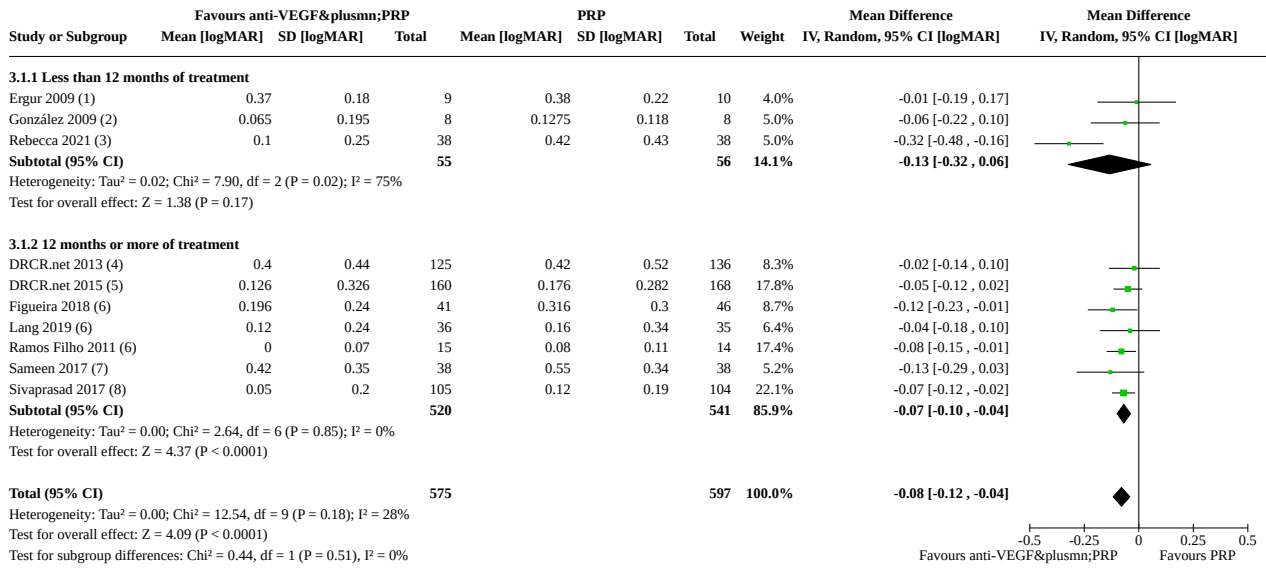 Favours anti-VEGF&plusmn;PRP PRP Mean Difference Mean Difference
Study or Subgroup Mean [logMAR] SD [logMAR] Total Mean [logMAR] SD [logMAR] Total Weight IV, Random, 95% CI [logMAR] IV, Random, 95% CI [logMAR]
3.1.1 Less than 12 months of treatment
Ergur 2009 (1) 0.37 0.18 9 0.38 0.22 10 4.0% -0.01 [-0.19 , 0.17]
González 2009 (2) 0.065 0.195 8 0.1275 0.118 8 5.0% -0.06 [-0.22 , 0.10]
Rebecca 2021 (3) 0.1 0.25 38 0.42 0.43 38 5.0% -0.32 [-0.48 , -0.16]
Subtotal (95% CI) 55 56 14.1% -0.13 [-0.32 , 0.06]
Heterogeneity: Tau² = 0.02; Chi² = 7.90, df = 2 (P = 0.02); I² = 75%
Test for overall effect: Z = 1.38 (P = 0.17)
3.1.2 12 months or more of treatment
DRCR.net 2013 (4) 0.4 0.44 125 0.42 0.52 136 8.3% -0.02 [-0.14 , 0.10]
DRCR.net 2015 (5) 0.126 0.326 160 0.176 0.282 168 17.8% -0.05 [-0.12 , 0.02]
Figueira 2018 (6) 0.196 0.24 41 0.316 0.3 46 8.7% -0.12 [-0.23 , -0.01]
Lang 2019 (6) 0.12 0.24 36 0.16 0.34 35 6.4% -0.04 [-0.18 , 0.10]
Ramos Filho 2011 (6) 0 0.07 15 0.08 0.11 14 17.4% -0.08 [-0.15 , -0.01]
Sameen 2017 (7) 0.42 0.35 38 0.55 0.34 38 5.2% -0.13 [-0.29 , 0.03]
Sivaprasad 2017 (8) 0.05 0.2 105 0.12 0.19 104 22.1% -0.07 [-0.12 , -0.02]
Subtotal (95% CI) 520 541 85.9% -0.07 [-0.10 , -0.04]
Heterogeneity: Tau² = 0.00; Chi² = 2.64, df = 6 (P = 0.85); I² = 0%
Test for overall effect: Z = 4.37 (P < 0.0001)
Total (95% CI) 575 597 100.0% -0.08 [-0.12 , -0.04]
Heterogeneity: Tau² = 0.00; Chi² = 12.54, df = 9 (P = 0.18); I² = 28%
Test for overall effect: Z = 4.09 (P < 0.0001)
Test for subgroup differences: Chi² = 0.44, df = 1 (P = 0.51), I² = 0%
-0.5 -0.25 0 0.25 0.5
Favours anti-VEGF&plusmn;PRP Favours PRP